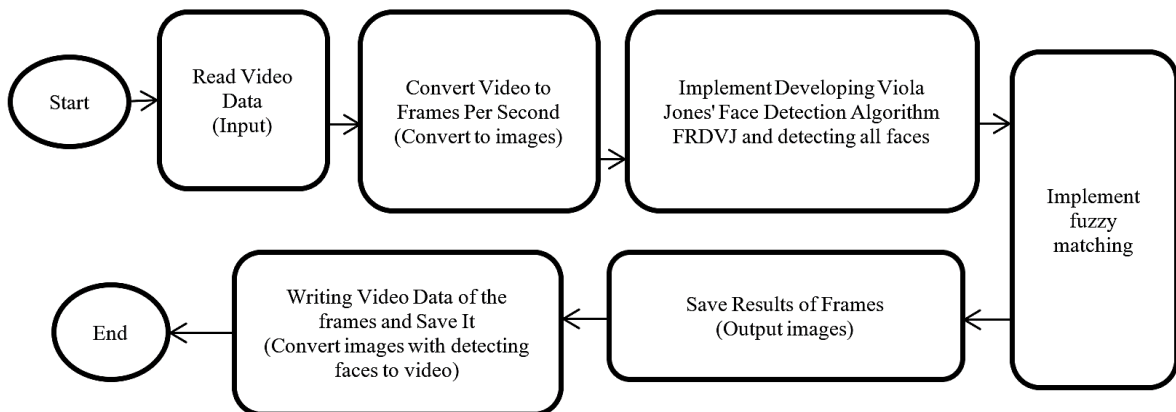 Start
Read Video
Data
(Input)
Convert Video to
Frames Per Second
(Convert to images)
Implement Developing Viola
Jones' Face Detection Algorithm
FRDVJ and detecting all faces
Implement
fuzzy
matching
Save Results of Frames
(Output images)
Writing Video Data of the
frames and Save It
(Convert images with detecting
faces to video)
End